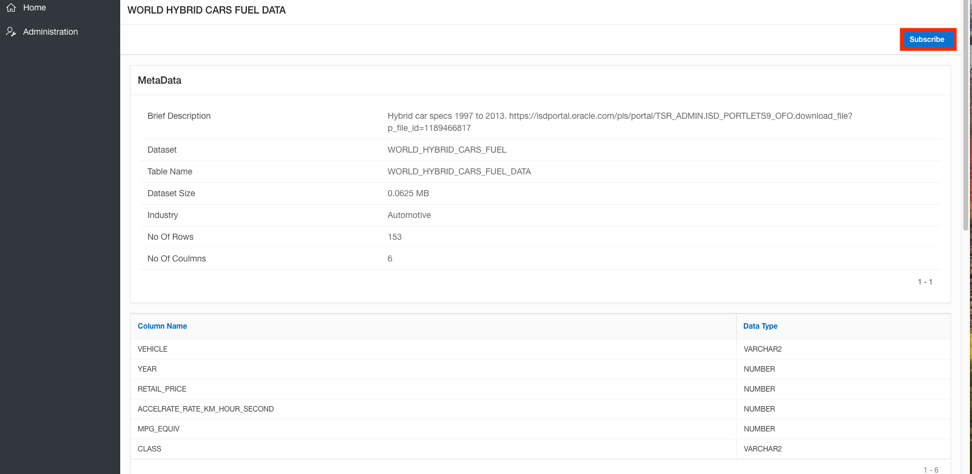 Home
Administration
WORLD HYBRID CARS FUEL DATA
Subscribe
MetaData
Brief Description
Hybrid car specs 1997 to 2013. https://isdportal.oracle.com/pls/portal/TSR_ADMIN.ISD_PORTLETS9_OFO.download_file?
p_file_id=1189466817
Dataset WORLD_HYBRID_CARS_FUEL
Table Name WORLD_HYBRID_CARS_FUEL_DATA
Dataset Size 0.0625 MB
Industry Automotive
No Of Rows 153
No Of Coulmns 6
1 - 1
Column Name Data Type
VEHICLE VARCHAR2
YEAR NUMBER
RETAIL_PRICE NUMBER
ACCELRATE_RATE_KM_HOUR_SECOND NUMBER
MPG_EQUIV NUMBER
CLASS VARCHAR2
1 - 6